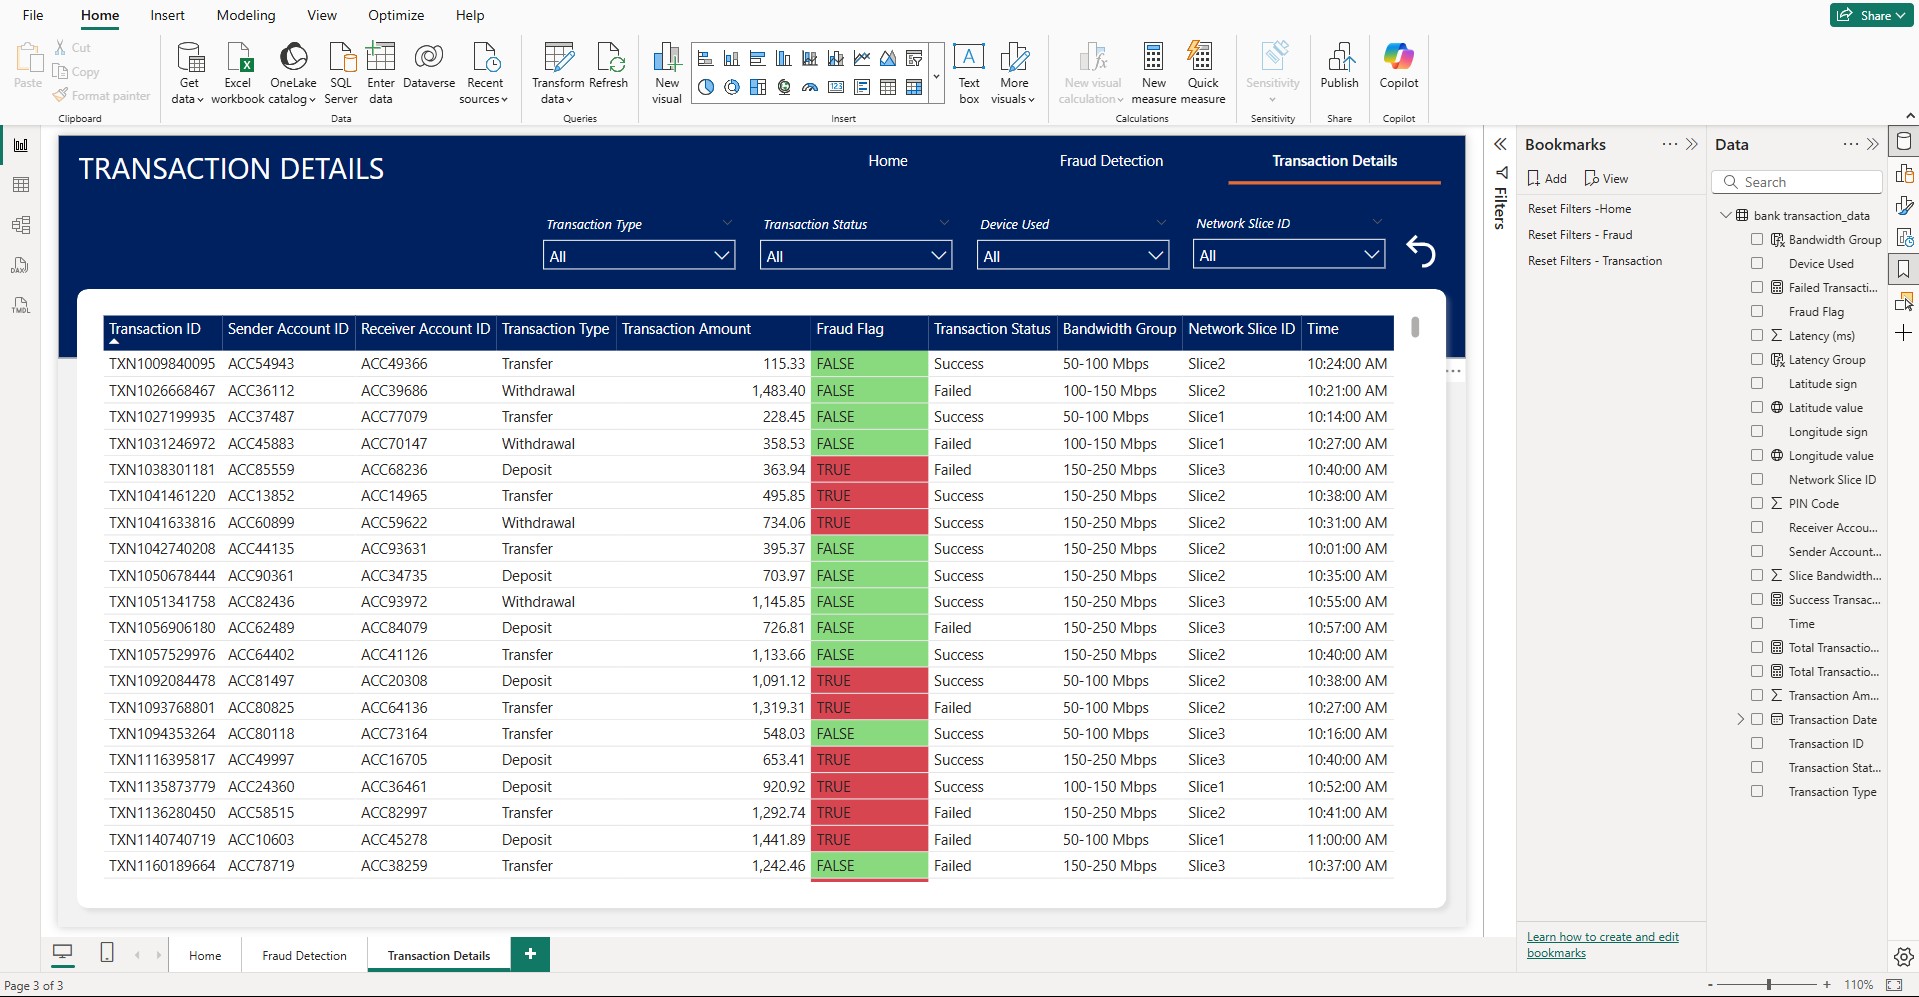 File Home Insert Modeling View Optimize Help Share
Paste Cut Copy Format painter
Get data Excel workbook OneLake catalog SQL Server Enter data Dataverse Recent sources
Transform data Refresh
New visual Text box More visuals
New visual calculation New measure Quick measure
Sensitivity Publish Copilot
Clipboard Data Queries Insert Calculations Sensitivity Share Copilot
TRANSACTION DETAILS
Home Fraud Detection Transaction Details
Transaction Type Transaction Status Device Used Network Slice ID
All All All All
Transaction ID Sender Account ID Receiver Account ID Transaction Type Transaction Amount Fraud Flag Transaction Status Bandwidth Group Network Slice ID Time
TXN1009840095 ACC54943 ACC49366 Transfer 115.33 FALSE Success 50-100 Mbps Slice2 10:24:00 AM
TXN1026668467 ACC36112 ACC39686 Withdrawal 1,483.40 FALSE Failed 100-150 Mbps Slice2 10:21:00 AM
TXN1027199935 ACC37487 ACC77079 Transfer 228.45 FALSE Success 50-100 Mbps Slice1 10:14:00 AM
TXN1031246972 ACC45883 ACC70147 Withdrawal 358.53 FALSE Failed 100-150 Mbps Slice1 10:27:00 AM
TXN1038301181 ACC85559 ACC68236 Deposit 363.94 TRUE Failed 150-250 Mbps Slice3 10:40:00 AM
TXN1041461220 ACC13852 ACC14965 Transfer 495.85 TRUE Success 150-250 Mbps Slice2 10:38:00 AM
TXN1041633816 ACC60899 ACC59622 Withdrawal 734.06 TRUE Success 150-250 Mbps Slice2 10:31:00 AM
TXN1042740208 ACC44135 ACC93631 Transfer 395.37 FALSE Success 150-250 Mbps Slice2 10:01:00 AM
TXN1050678444 ACC90361 ACC34735 Deposit 703.97 FALSE Success 150-250 Mbps Slice2 10:35:00 AM
TXN1051341758 ACC82436 ACC93972 Withdrawal 1,145.85 FALSE Success 150-250 Mbps Slice3 10:55:00 AM
TXN1056906180 ACC62489 ACC84079 Deposit 726.81 FALSE Failed 150-250 Mbps Slice3 10:57:00 AM
TXN1057529976 ACC64402 ACC41126 Transfer 1,133.66 FALSE Success 150-250 Mbps Slice2 10:40:00 AM
TXN1092084478 ACC81497 ACC20308 Deposit 1,091.12 TRUE Success 50-100 Mbps Slice2 10:38:00 AM
TXN1093768801 ACC80825 ACC64136 Transfer 1,319.31 TRUE Failed 50-100 Mbps Slice2 10:27:00 AM
TXN1094353264 ACC80118 ACC73164 Transfer 548.03 FALSE Success 50-100 Mbps Slice3 10:16:00 AM
TXN1116395817 ACC49997 ACC16705 Deposit 653.41 TRUE Success 150-250 Mbps Slice3 10:40:00 AM
TXN1135873779 ACC24360 ACC36461 Deposit 920.92 TRUE Success 100-150 Mbps Slice1 10:52:00 AM
TXN1136280450 ACC58515 ACC82997 Transfer 1,292.74 TRUE Failed 150-250 Mbps Slice2 10:41:00 AM
TXN1140740719 ACC10603 ACC45278 Deposit 1,441.89 TRUE Failed 50-100 Mbps Slice1 11:00:00 AM
TXN1160189664 ACC78719 ACC38259 Transfer 1,242.46 FALSE Failed 150-250 Mbps Slice3 10:37:00 AM
Filters
Bookmarks
Add View
Reset Filters -Home
Reset Filters - Fraud
Reset Filters - Transaction
Learn how to create and edit
bookmarks
Data
Search
bank transaction_data
Bandwidth Group
Device Used
Failed Transacti...
Fraud Flag
Latency (ms)
Latency Group
Latitude sign
Latitude value
Longitude sign
Longitude value
Network Slice ID
PIN Code
Receiver Accou...
Sender Account...
Slice Bandwidth...
Success Transac...
Time
Total Transactio...
Total Transactio...
Transaction Am...
Transaction Date
Transaction ID
Transaction Stat...
Transaction Type
DAX
TMDL
Home Fraud Detection Transaction Details +
Page 3 of 3
- + 110%